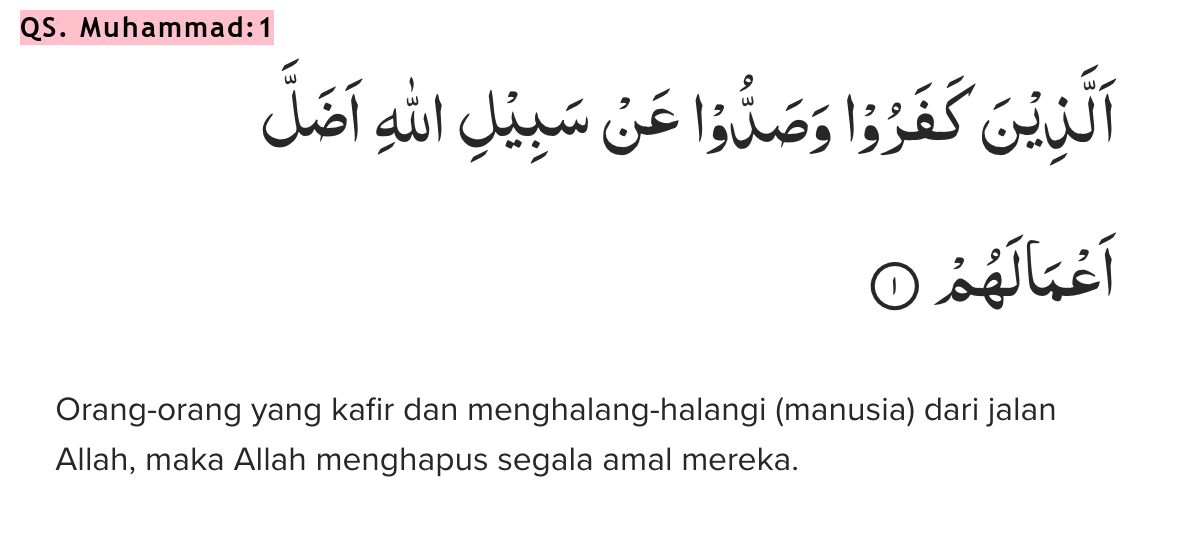 QS. Muhammad:1
اَلَّذِيْنَ كَفَرُوْا وَصَدُّوْا عَنْ سَبِيْلِ اللّٰهِ اَضَلَّ
اَعْمَالَهُمْ ١
Orang-orang yang kafir dan menghalang-halangi (manusia) dari jalan
Allah, maka Allah menghapus segala amal mereka.